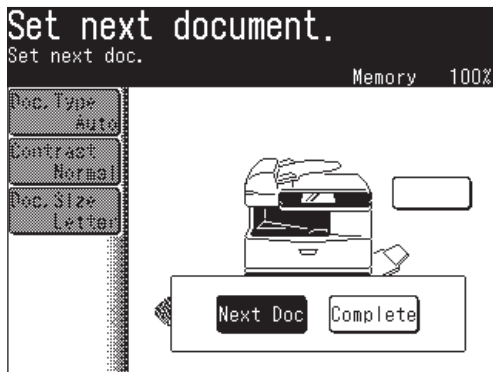 Set next document.
Set next doc.
Memory 100%
Doc.Type
Auto
Contrast
Normal
Doc.Size
Letter
Next Doc
Complete